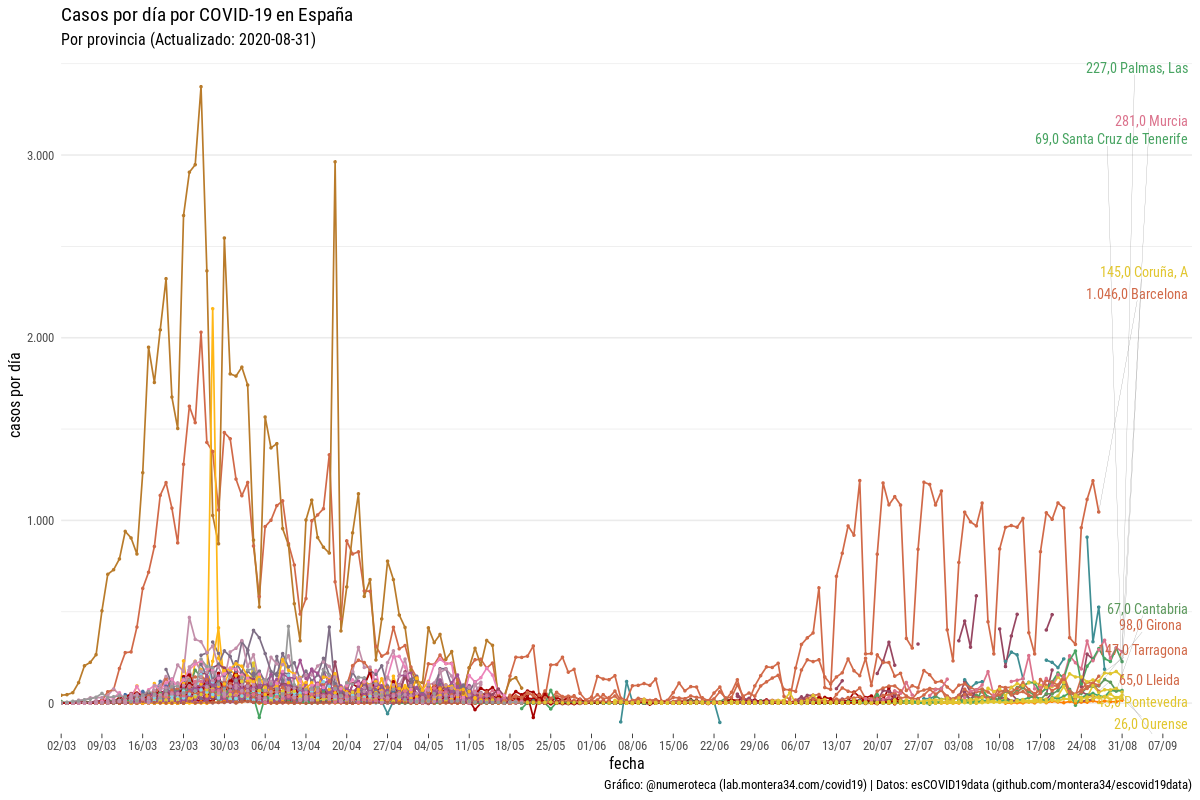 Casos por día por COVID-19 en España
Por provincia (Actualizado: 2020-08-31)
227,0 Palmas, Las
281,0 Murcia
69,0 Santa Cruz de Tenerife
3.000
145,0 Coruña, A
1.046,0 Barcelona
2.000
casos por día
1.000
67,0 Cantabria
98,0 Girona
Tarragona
65,0 Lleida
Pontevedra
0
26,0 Ourense
02/03 09/03 16/03 23/03 30/03 06/04 13/04 20/04 27/04 04/05 11/05 18/05 25/05 01/06 08/06 15/06 22/06 29/06 06/07 13/07 20/07 27/07 03/08 10/08 17/08 24/08 31/08 07/09
fecha
Gráfico: @numeroteca (lab.montera34.com/covid19) | Datos: esCOVID19data (github.com/montera34/escovid19data)